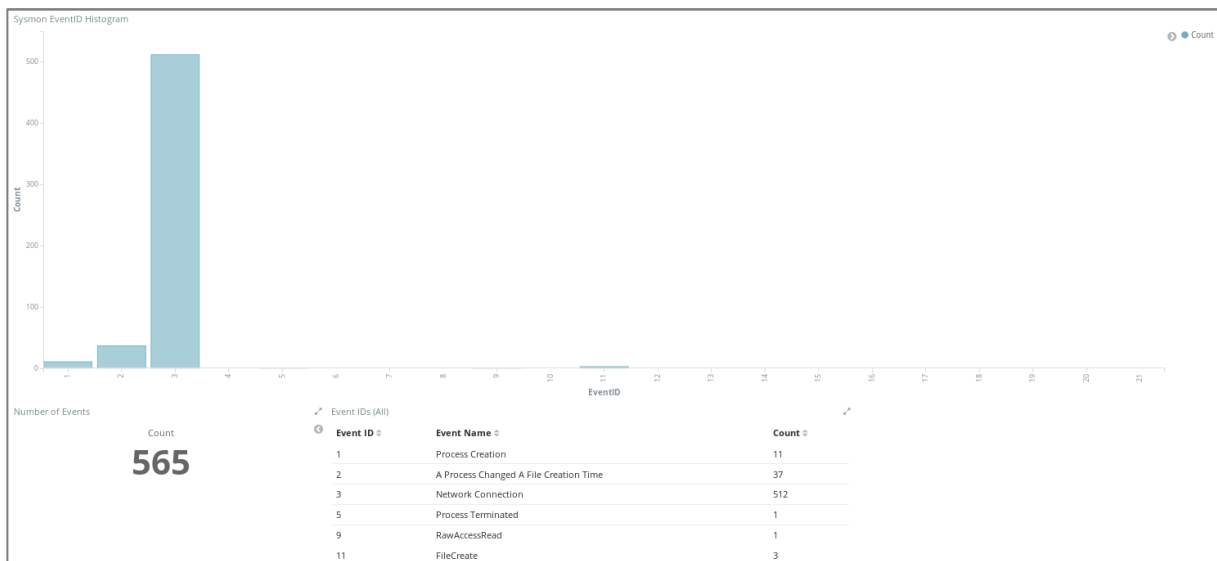 Sysmon EventID Histogram
Count
500
400
300
200
100
0
Count
1 2 3 4 5 6 7 8 9 10 11 12 13 14 15 16 17 18 19 20 21
EventID
Number of Events
Count
565
Event IDs (All)
Event ID Event Name Count
1 Process Creation 11
2 A Process Changed A File Creation Time 37
3 Network Connection 512
5 Process Terminated 1
9 RawAccessRead 1
11 FileCreate 3